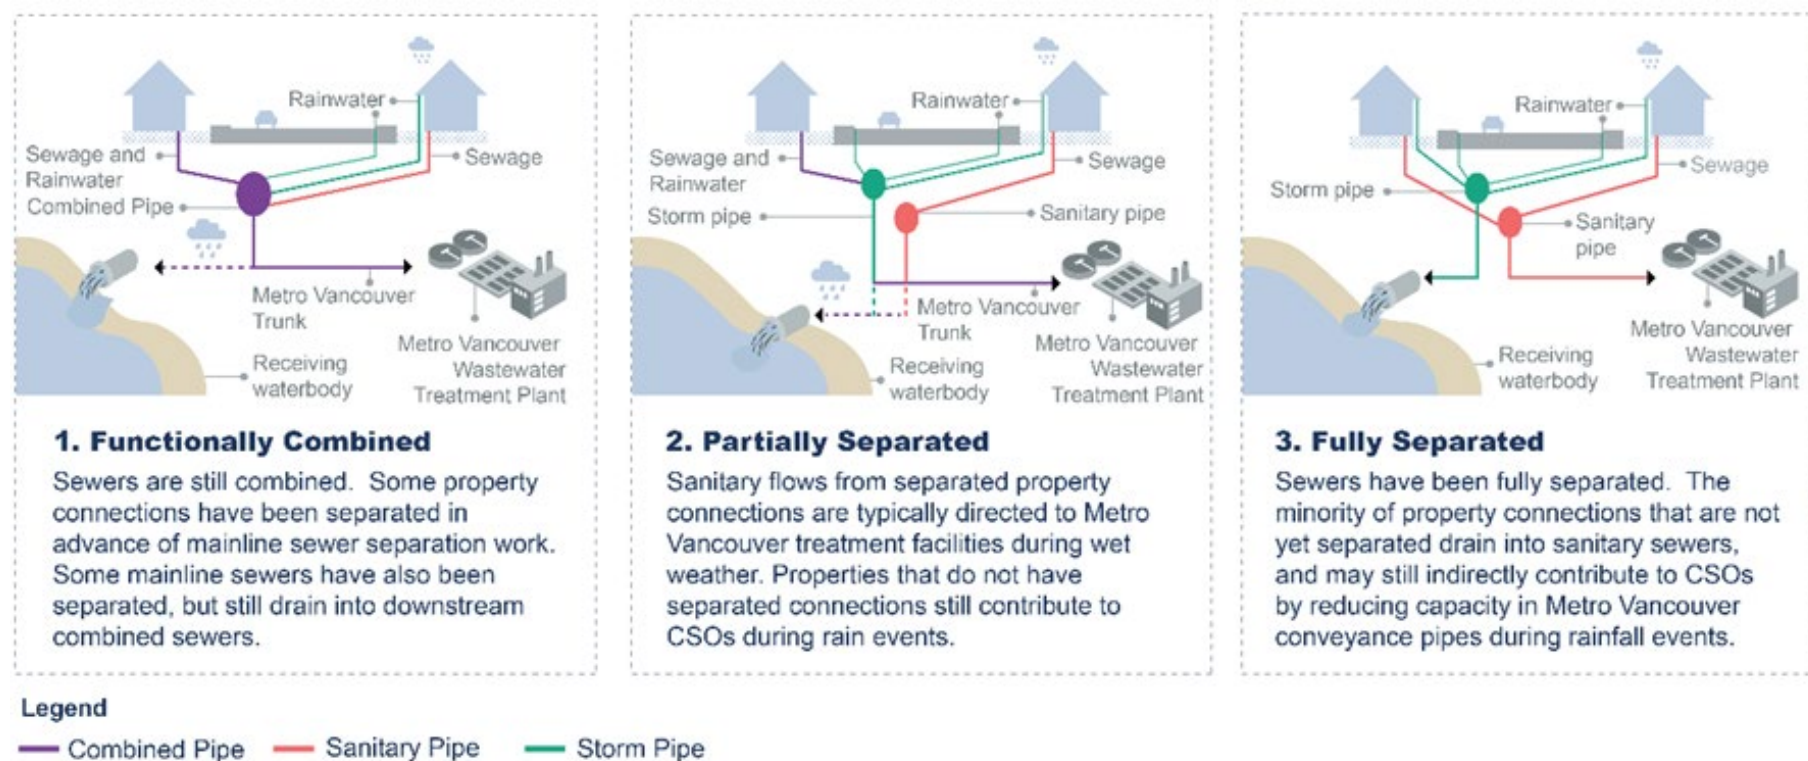 Rainwater
Sewage and
Rainwater
Combined Pipe
Sewage
Metro Vancouver
Trunk
Metro Vancouver
Wastewater
Treatment Plant
Receiving
waterbody
1. Functionally Combined
Sewers are still combined. Some property
connections have been separated in
advance of mainline sewer separation work.
Some mainline sewers have also been
separated, but still drain into downstream
combined sewers.
Rainwater
Sewage and
Rainwater
Storm pipe
Sewage
Sanitary pipe
Metro Vancouver
Trunk
Metro Vancouver
Wastewater
Treatment Plant
Receiving
waterbody
2. Partially Separated
Sanitary flows from separated property
connections are typically directed to Metro
Vancouver treatment facilities during wet
weather. Properties that do not have
separated connections still contribute to
CSOs during rain events.
Rainwater
Sewage
Storm pipe
Sanitary
pipe
Metro Vancouver
Wastewater
Treatment Plant
Receiving
waterbody
3. Fully Separated
Sewers have been fully separated. The
minority of property connections that are not
yet separated drain into sanitary sewers,
and may still indirectly contribute to CSOs
by reducing capacity in Metro Vancouver
conveyance pipes during rainfall events.
Legend
Combined Pipe
Sanitary Pipe
Storm Pipe